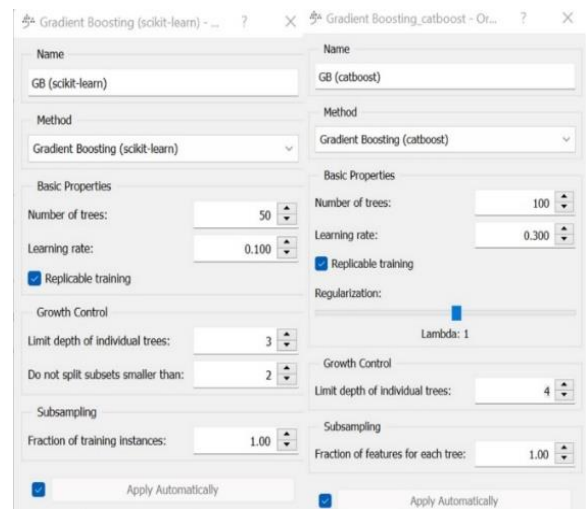 Gradient Boosting (scikit-learn) - ... ? ×
Name
GB (scikit-learn)
Method
Gradient Boosting (scikit-learn)
Basic Properties
Number of trees: 50
Learning rate: 0.100
Replicable training
Growth Control
Limit depth of individual trees: 3
Do not split subsets smaller than: 2
Subsampling
Fraction of training instances: 1.00
Apply Automatically
Gradient Boosting_catboost - Or... ? ×
Name
GB (catboost)
Method
Gradient Boosting (catboost)
Basic Properties
Number of trees: 100
Learning rate: 0.300
Replicable training
Regularization:
Lambda: 1
Growth Control
Limit depth of individual trees: 4
Subsampling
Fraction of features for each tree: 1.00
Apply Automatically